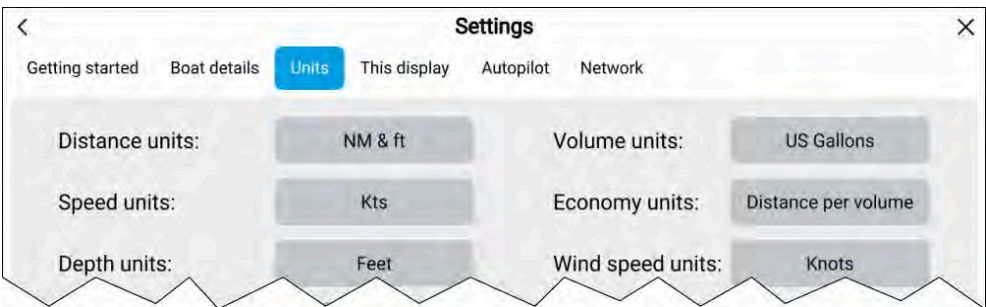 Settings
Getting started Boat details Units This display Autopilot Network
Distance units: NM & ft Volume units: US Gallons
Speed units: Kts Economy units: Distance per volume
Depth units: Feet Wind speed units: Knots